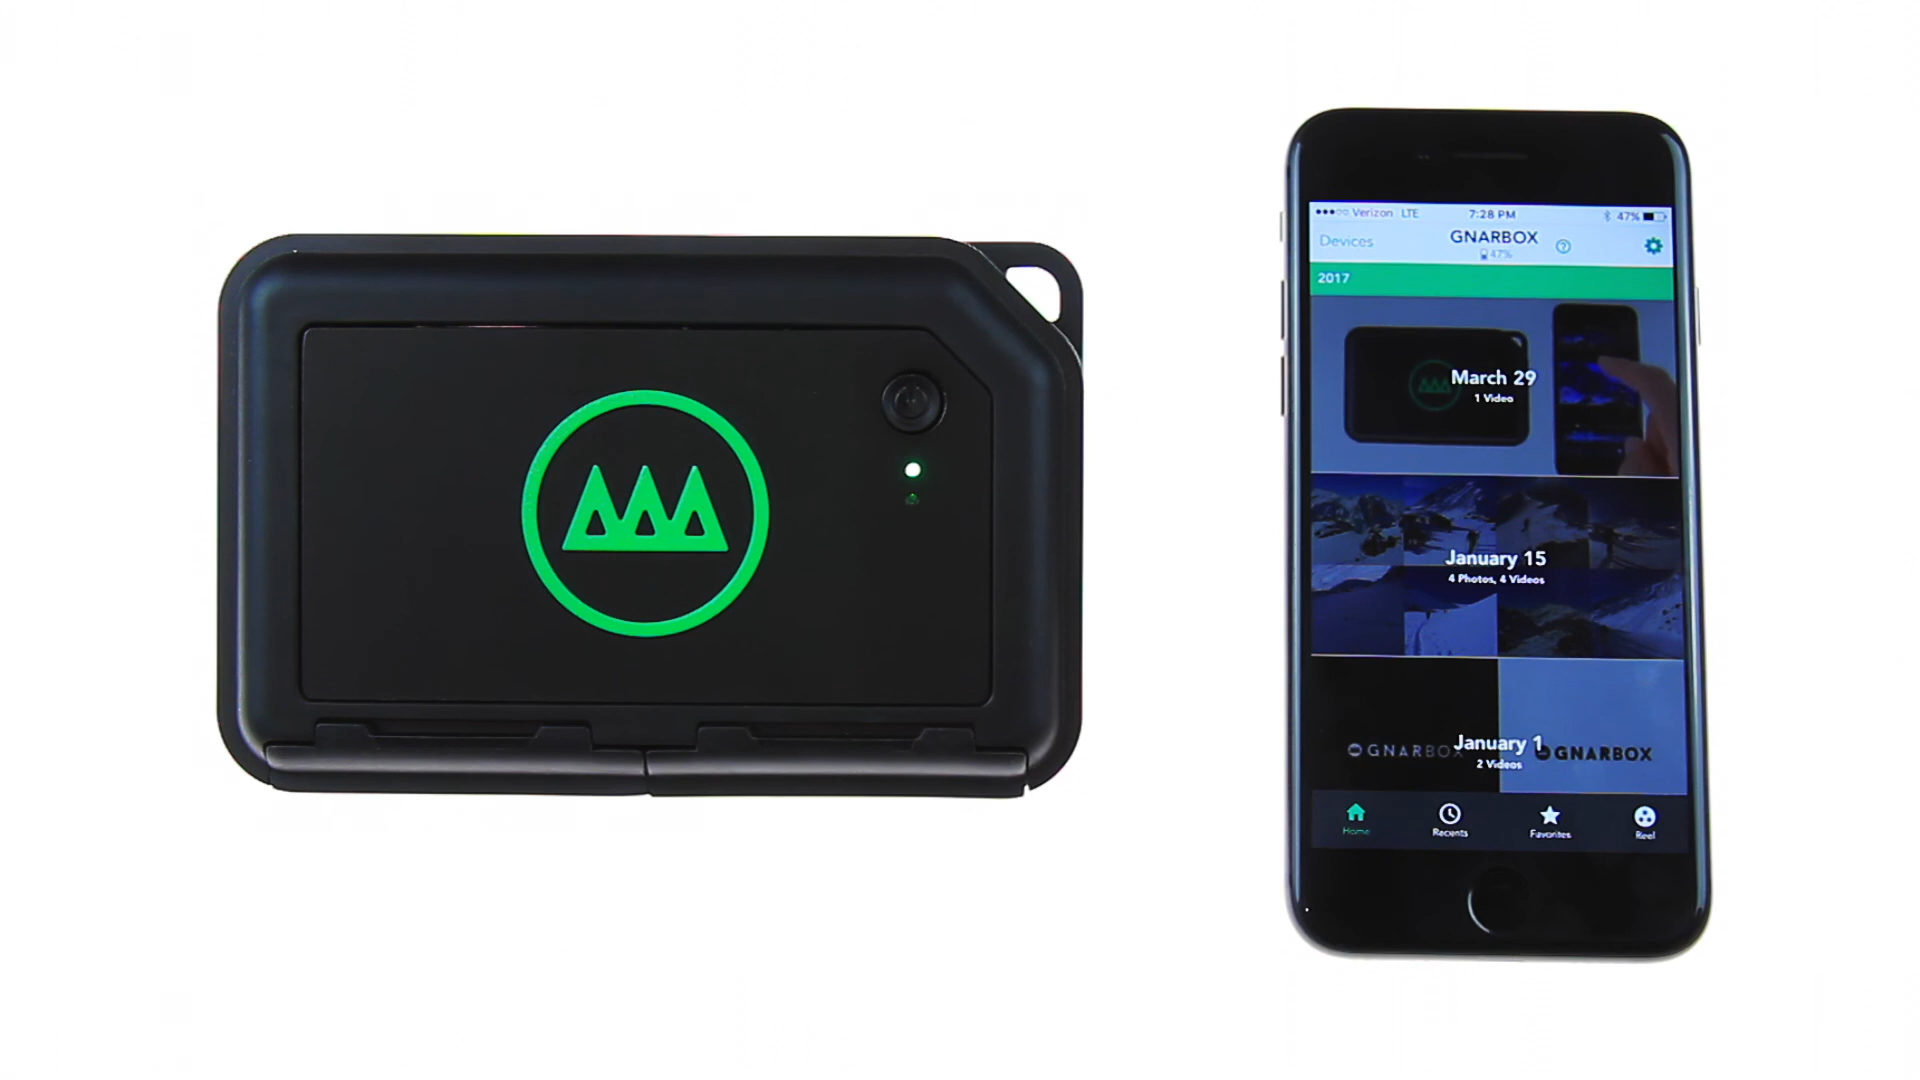 Verizon LTE 7:28 PM 47%
Devices GNARBOX ?
47%
2017
March 29
1 Video
January 15
4 Photos, 4 Videos
January 1
2 Videos
GNARBOX GNARBOX
Home Recents Favorites Reel